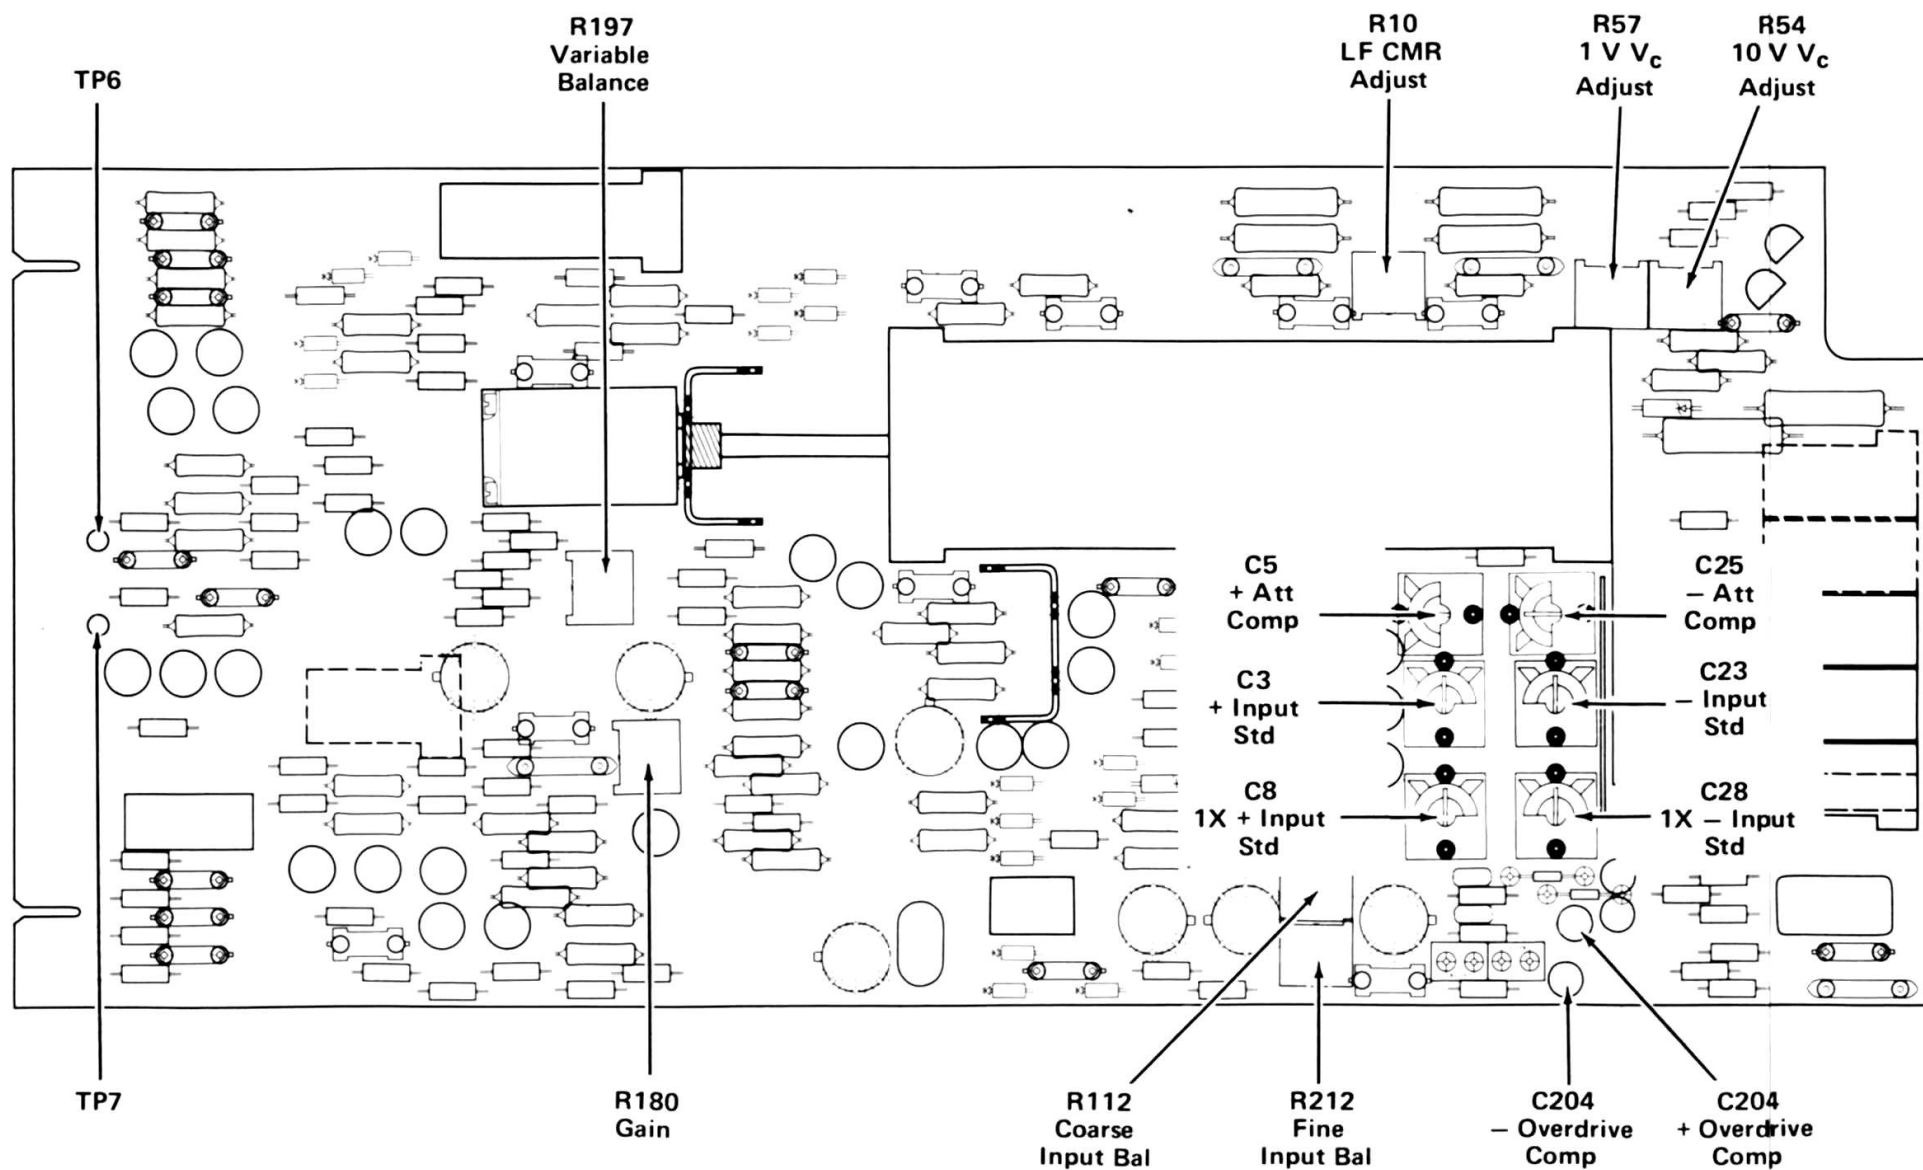 TP6
R197
Variable
Balance
R10
LF CMR
Adjust
R57
1 V Vc
Adjust
R54
10 V Vc
Adjust
C5
+ Att
Comp
C25
– Att
Comp
C3
+ Input
Std
C23
– Input
Std
C8
1X + Input
Std
C28
1X – Input
Std
TP7
R180
Gain
R112
Coarse
Input Bal
R212
Fine
Input Bal
C204
– Overdrive
Comp
C204
+ Overdrive
Comp